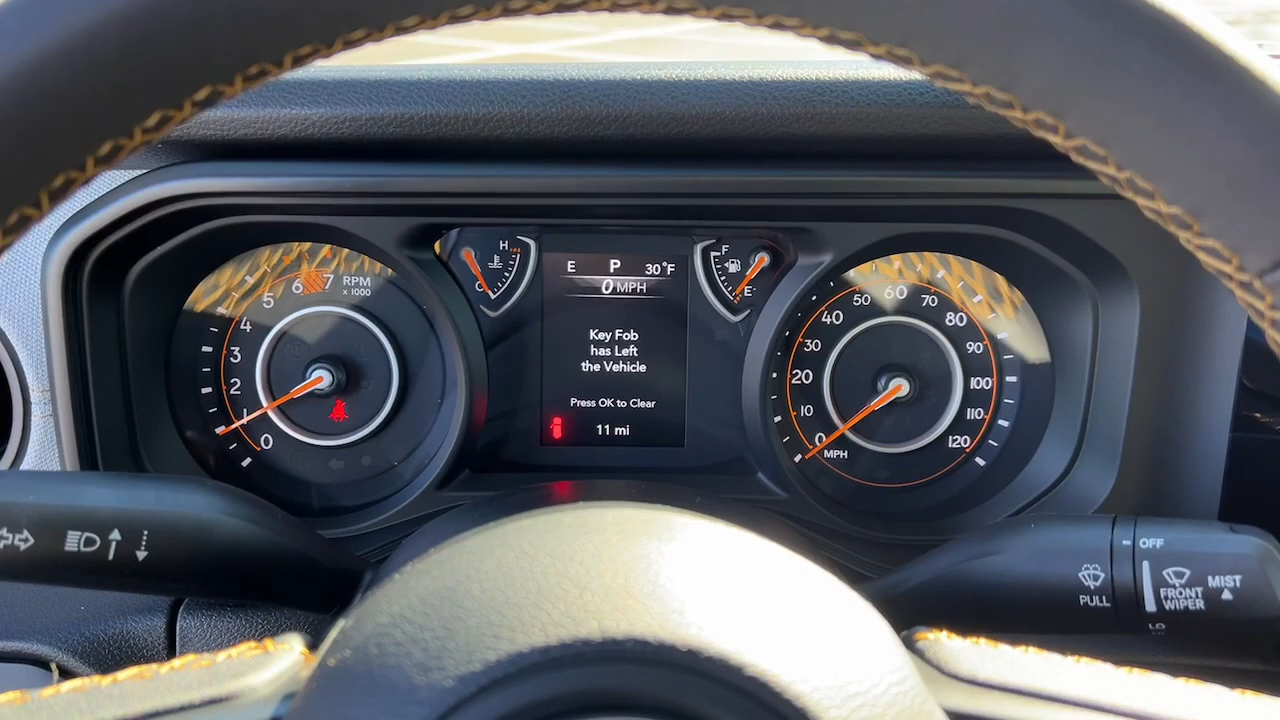 H
C
F
E
E P 30°F
0 MPH
Key Fob
has Left
the Vehicle
Press OK to Clear
11 mi
0
1
2
3
4
5
6
7
RPM
x 1000
0
10
20
30
40
50
60
70
80
90
100
110
120
MPH
PULL
OFF
FRONT
WIPER
MIST
LO